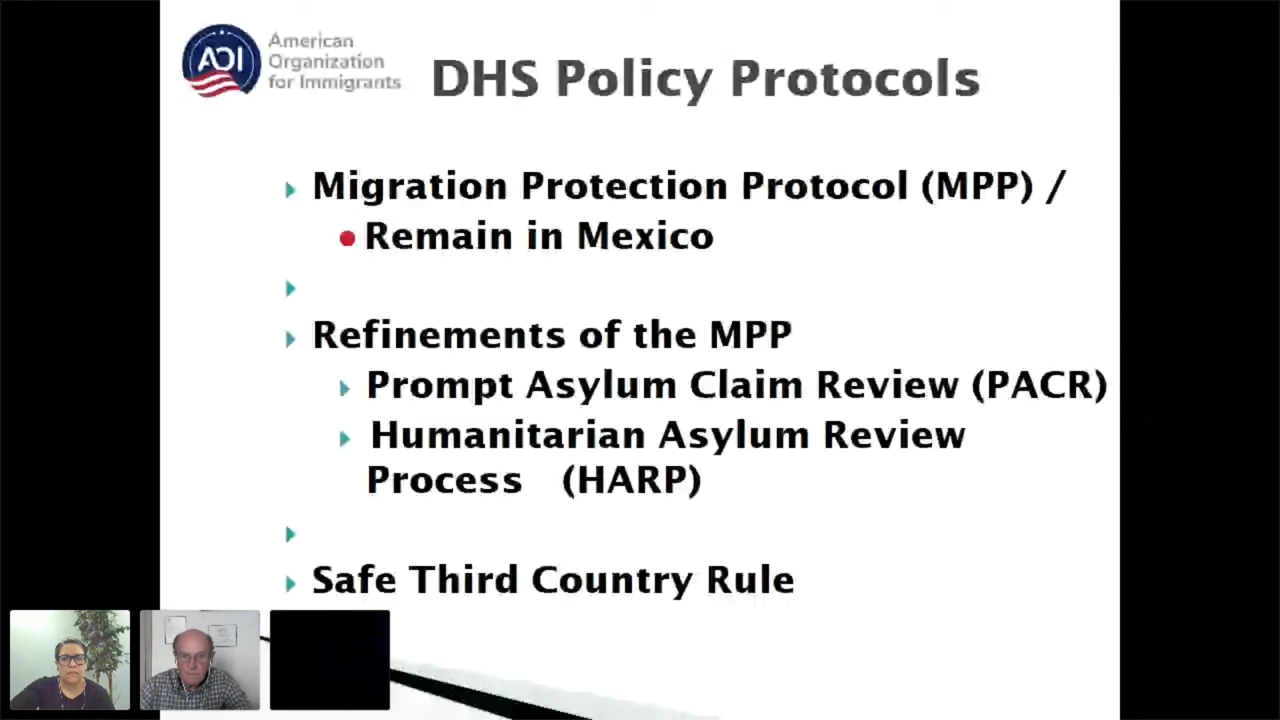 AOI
American
Organization
for Immigrants
DHS Policy Protocols
Migration Protection Protocol (MPP) /
Remain in Mexico
Refinements of the MPP
Prompt Asylum Claim Review (PACR)
Humanitarian Asylum Review
Process (HARP)
Safe Third Country Rule